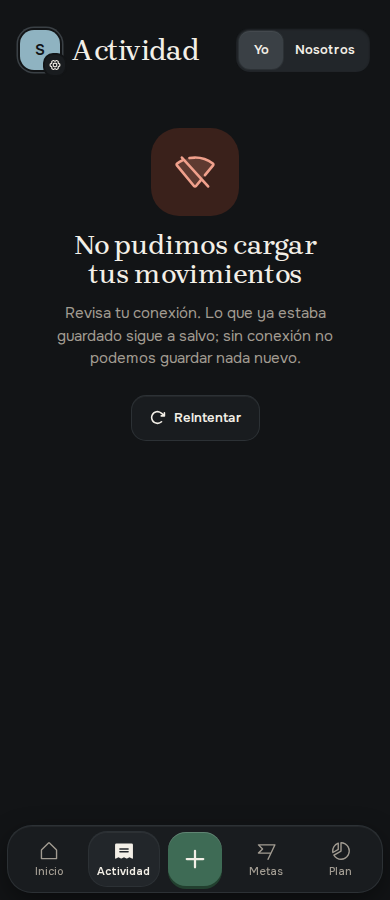 S
Actividad
Yo
Nosotros
No pudimos cargar
tus movimientos
Revisa tu conexión. Lo que ya estaba
guardado sigue a salvo; sin conexión no
podemos guardar nada nuevo.
Reintentar
Inicio
Actividad
Metas
Plan